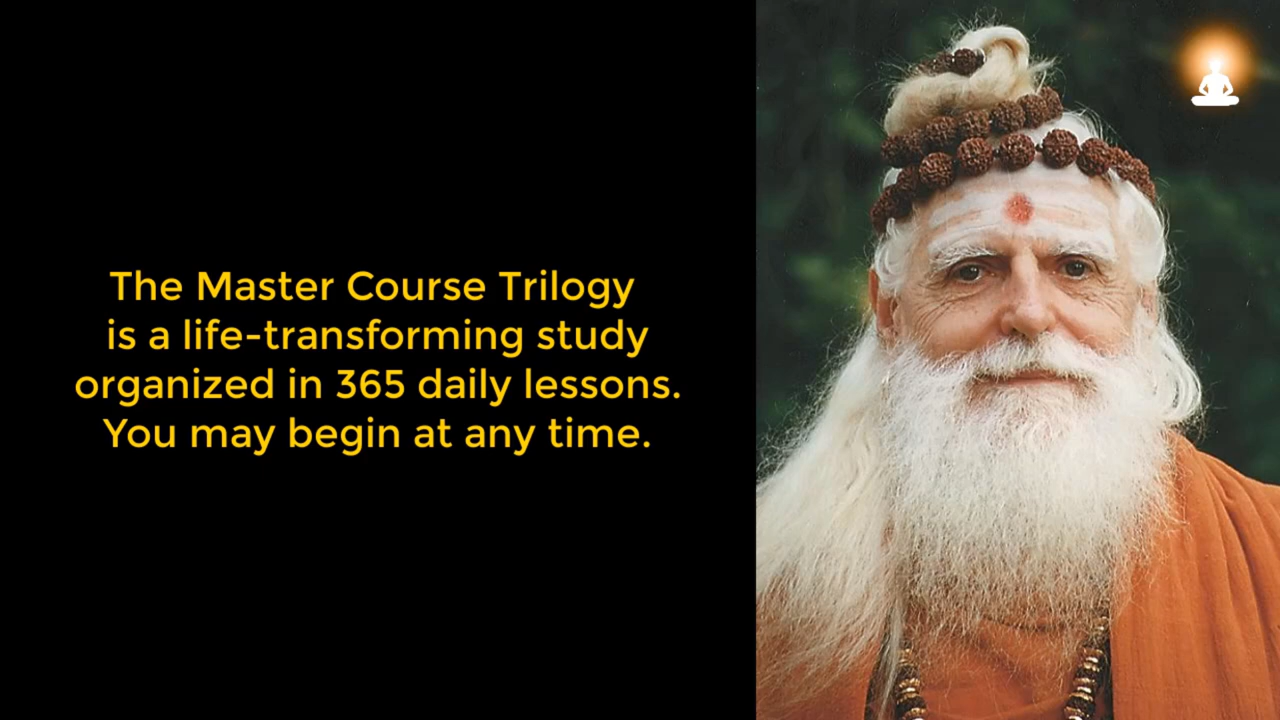 The Master Course Trilogy
is a life-transforming study
organized in 365 daily lessons.
You may begin at any time.